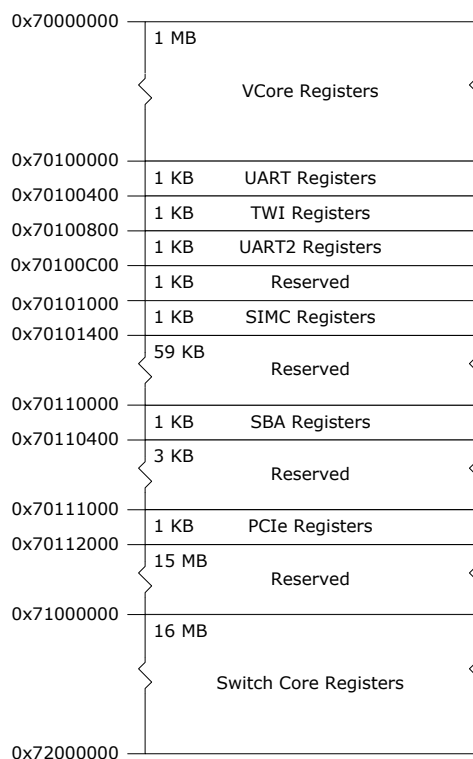 0x70000000
1 MB
VCore Registers
0x70100000
1 KB UART Registers
0x70100400
1 KB TWI Registers
0x70100800
1 KB UART2 Registers
0x70100C00
1 KB Reserved
0x70101000
1 KB SIMC Registers
0x70101400
59 KB
Reserved
0x70110000
1 KB SBA Registers
0x70110400
3 KB
Reserved
0x70111000
1 KB PCIe Registers
0x70112000
15 MB
Reserved
0x71000000
16 MB
Switch Core Registers
0x72000000